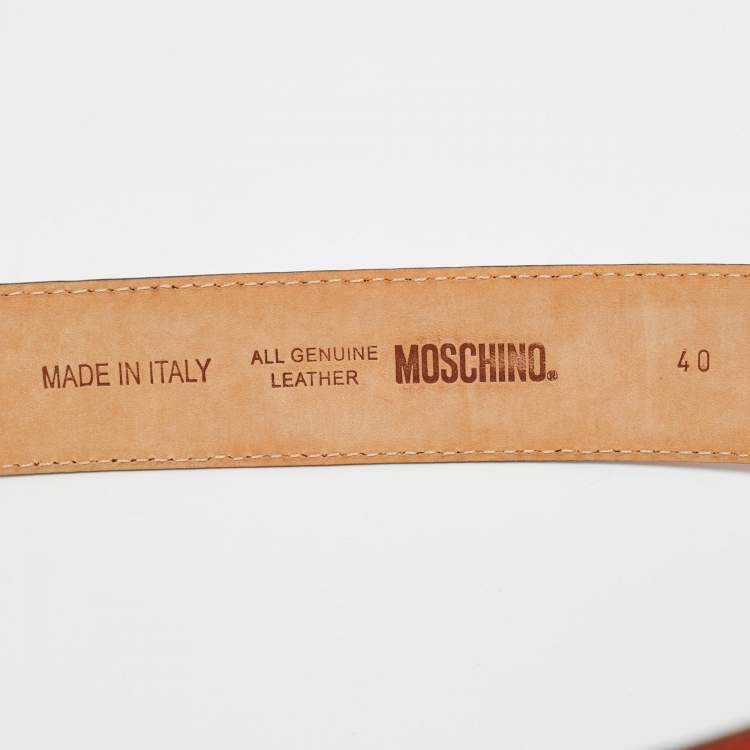 MADE IN ITALY
ALL GENUINE
LEATHER
MOSCHINO®
40